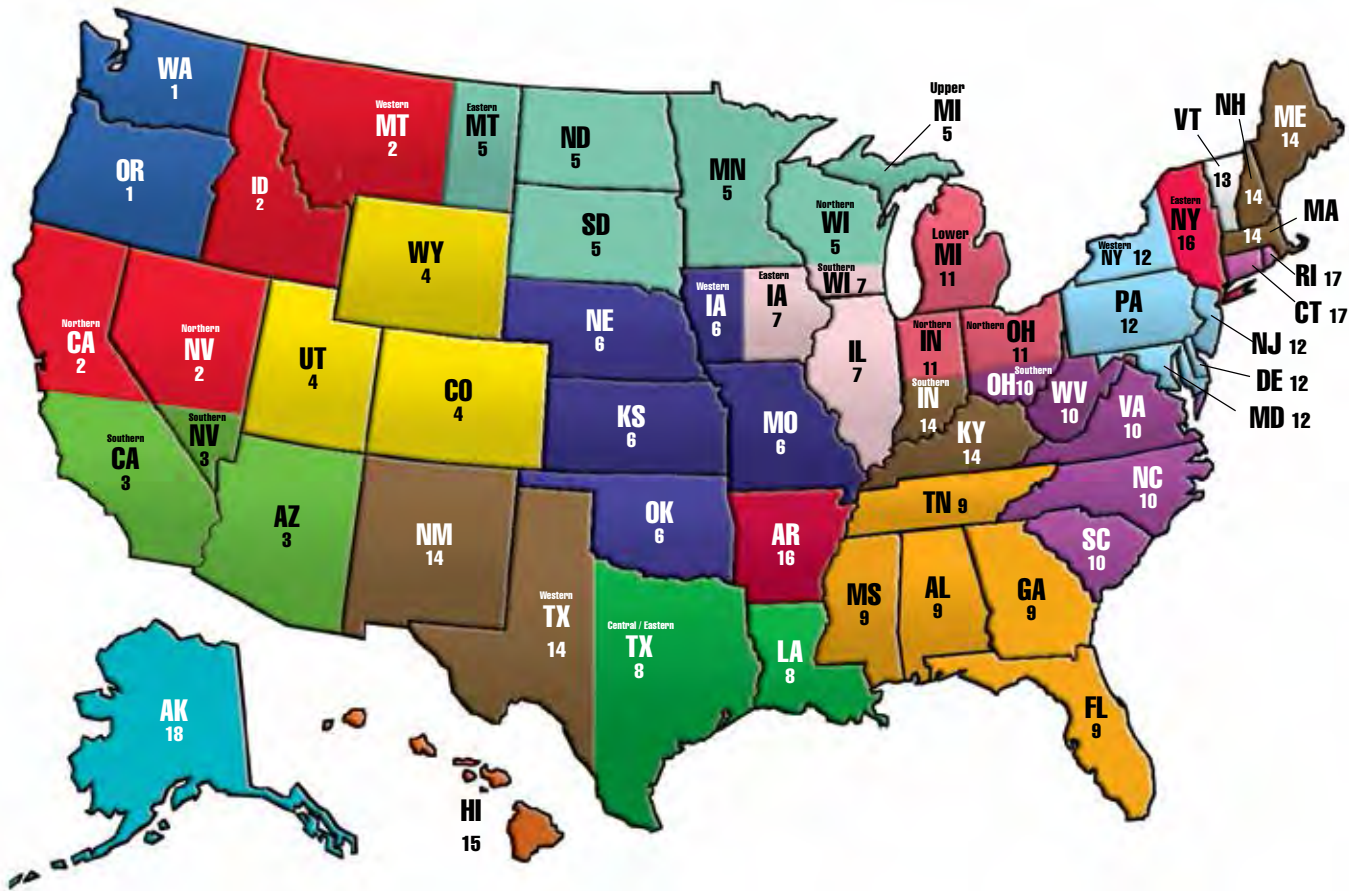 WA
1
OR
1
ID
2
Western
MT
2
Eastern
MT
5
ND
5
SD
5
MN
5
Upper
MI
5
Northern
WI
5
Southern
WI 7
Lower
MI
11
WY
4
Northern
CA
2
Northern
NV
2
Southern
NV
3
Southern
CA
3
UT
4
CO
4
AZ
3
NM
14
NE
6
KS
6
OK
6
Western
IA
6
Eastern
IA
7
MO
6
IL
7
Northern
IN
11
Southern
IN
14
Northern OH
11
Southern
OH 10
KY
14
WV
10
VA
10
NC
10
SC
10
TN 9
AR
16
MS
9
AL
9
GA
9
FL
9
LA
8
Central / Eastern
TX
8
Western
TX
14
AK
18
HI
15
Western
NY 12
Eastern
NY
16
PA
12
VT
13
NH
14
ME
14
MA
14
RI 17
CT 17
NJ 12
DE 12
MD 12